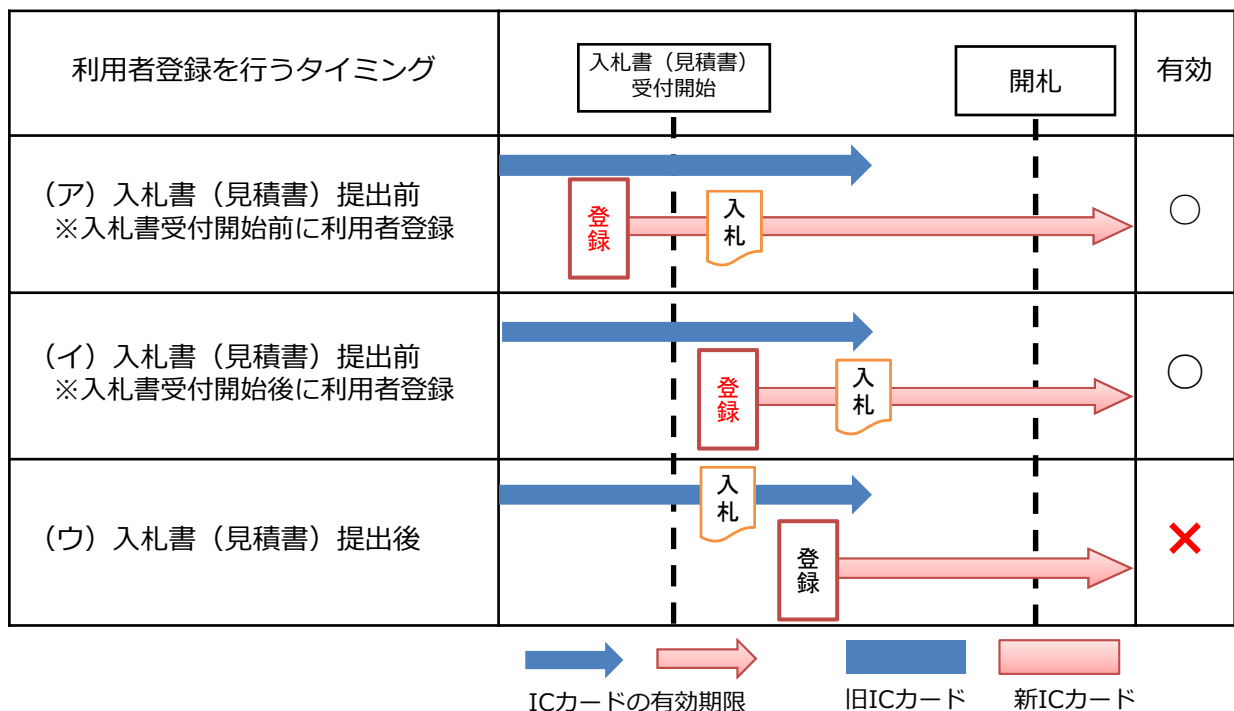 利用者登録を行うタイミング
入札書（見積書）
受付開始
開札
有効
（ア）入札書（見積書）提出前
※入札書受付開始前に利用者登録
登録
入札
○
（イ）入札書（見積書）提出前
※入札書受付開始後に利用者登録
登録
入札
○
（ウ）入札書（見積書）提出後
入札
登録
×
ICカードの有効期限
旧ICカード
新ICカード